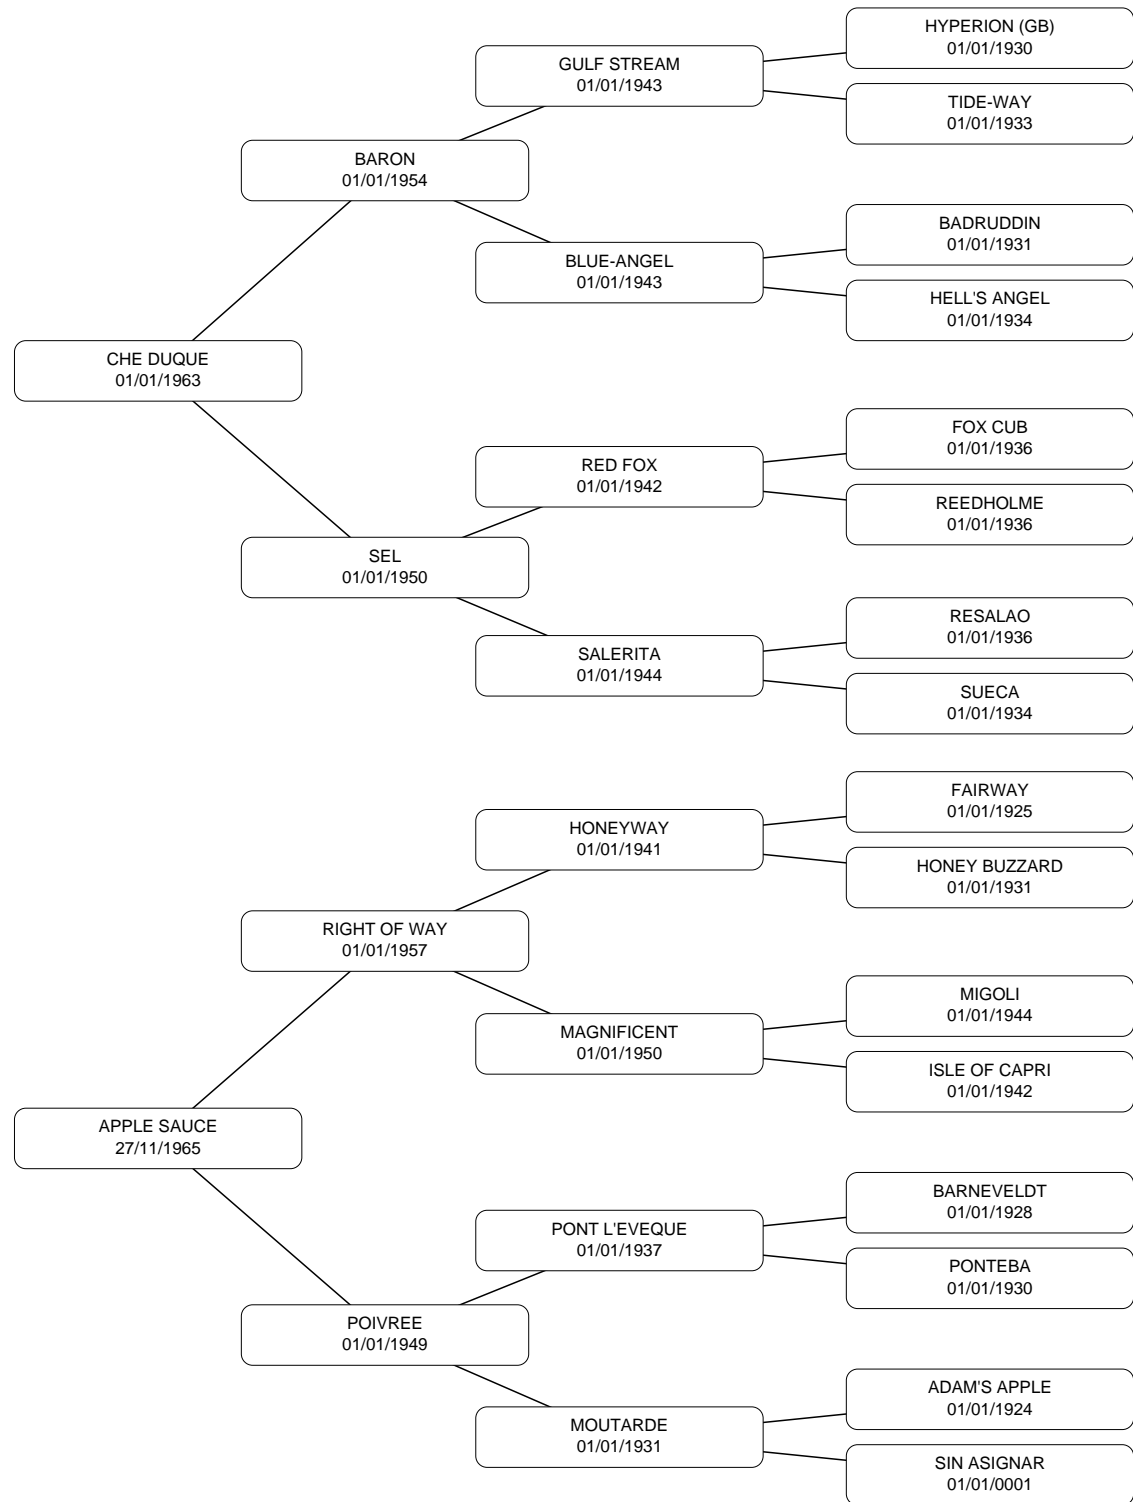 HYPERION (GB)
01/01/1930
GULF STREAM
01/01/1943
TIDE-WAY
01/01/1933
BARON
01/01/1954
BADRUDDIN
01/01/1931
BLUE-ANGEL
01/01/1943
HELL'S ANGEL
01/01/1934
CHE DUQUE
01/01/1963
FOX CUB
01/01/1936
RED FOX
01/01/1942
REEDHOLME
01/01/1936
SEL
01/01/1950
RESALAO
01/01/1936
SALERITA
01/01/1944
SUECA
01/01/1934
FAIRWAY
01/01/1925
HONEYWAY
01/01/1941
HONEY BUZZARD
01/01/1931
RIGHT OF WAY
01/01/1957
MIGOLI
01/01/1944
MAGNIFICENT
01/01/1950
ISLE OF CAPRI
01/01/1942
APPLE SAUCE
27/11/1965
BARNEVELDT
01/01/1928
PONT L'EVEQUE
01/01/1937
PONTEBA
01/01/1930
POIVREE
01/01/1949
ADAM'S APPLE
01/01/1924
MOUTARDE
01/01/1931
SIN ASIGNAR
01/01/0001